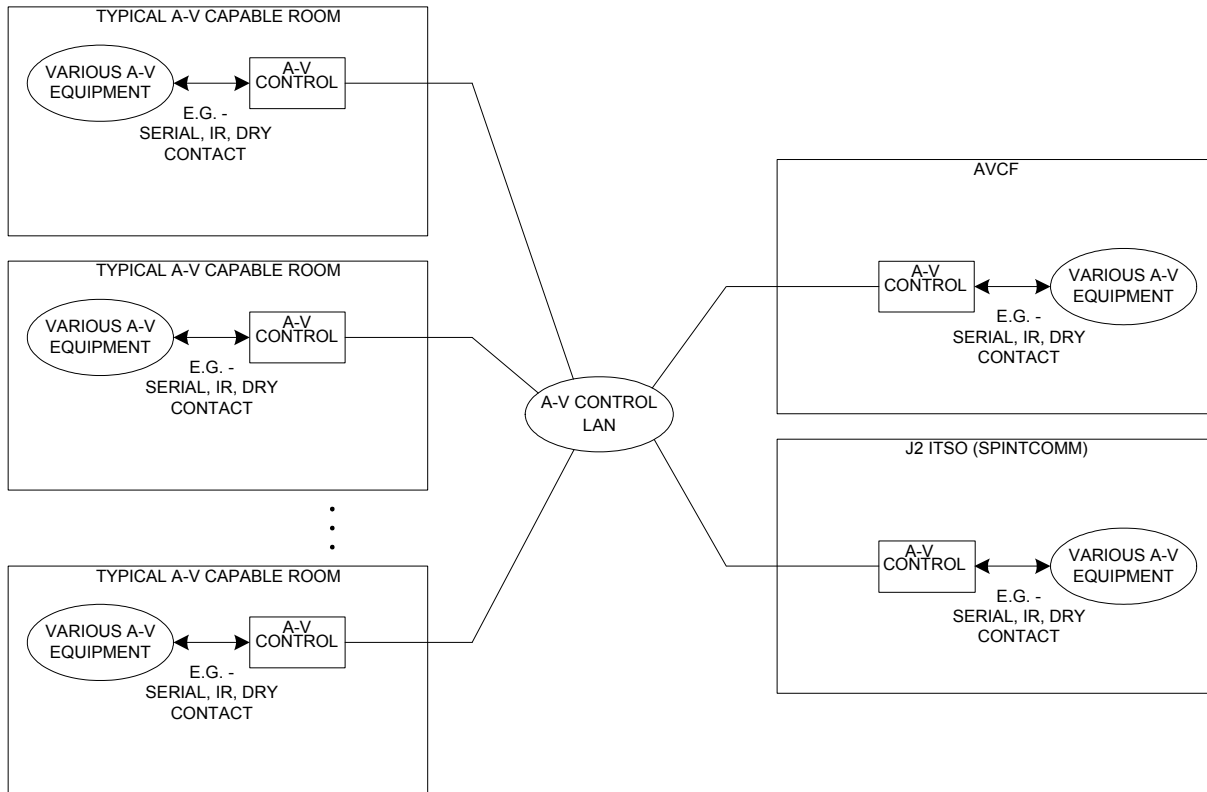 TYPICAL A-V CAPABLE ROOM
VARIOUS A-V
EQUIPMENT
A-V
CONTROL
E.G. -
SERIAL, IR, DRY
CONTACT
TYPICAL A-V CAPABLE ROOM
VARIOUS A-V
EQUIPMENT
A-V
CONTROL
E.G. -
SERIAL, IR, DRY
CONTACT
TYPICAL A-V CAPABLE ROOM
VARIOUS A-V
EQUIPMENT
A-V
CONTROL
E.G. -
SERIAL, IR, DRY
CONTACT
A-V CONTROL
LAN
AVCF
A-V
CONTROL
VARIOUS A-V
EQUIPMENT
E.G. -
SERIAL, IR, DRY
CONTACT
J2 ITSO (SPINTCOMM)
A-V
CONTROL
VARIOUS A-V
EQUIPMENT
E.G. -
SERIAL, IR, DRY
CONTACT